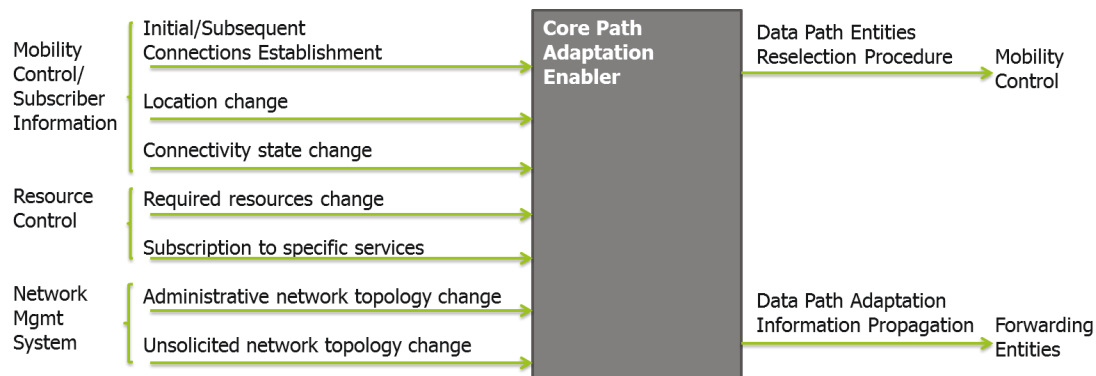 Mobility
Control/
Subscriber
Information
Initial/Subsequent
Connections Establishment
Location change
Connectivity state change
Resource
Control
Required resources change
Subscription to specific services
Network
Mgmt
System
Administrative network topology change
Unsolicited network topology change
Core Path
Adaptation
Enabler
Data Path Entities
Reselection Procedure
Mobility
Control
Data Path Adaptation
Information Propagation
Forwarding
Entities